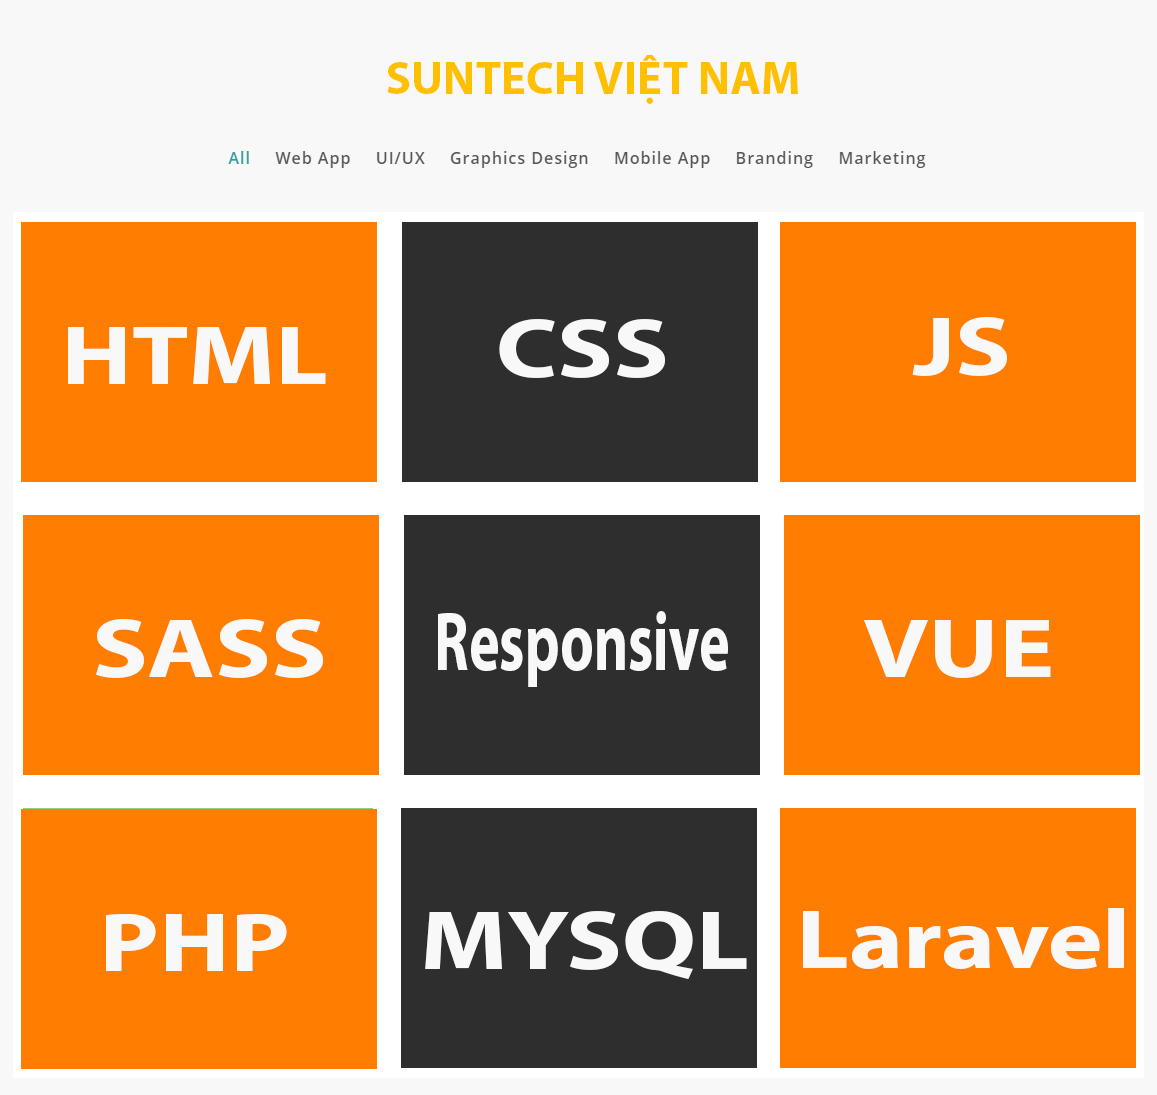 SUNTECH VIỆT NAM
All Web App UI/UX Graphics Design Mobile App Branding Marketing
HTML CSS JS
SASS Responsive VUE
PHP MYSQL Laravel